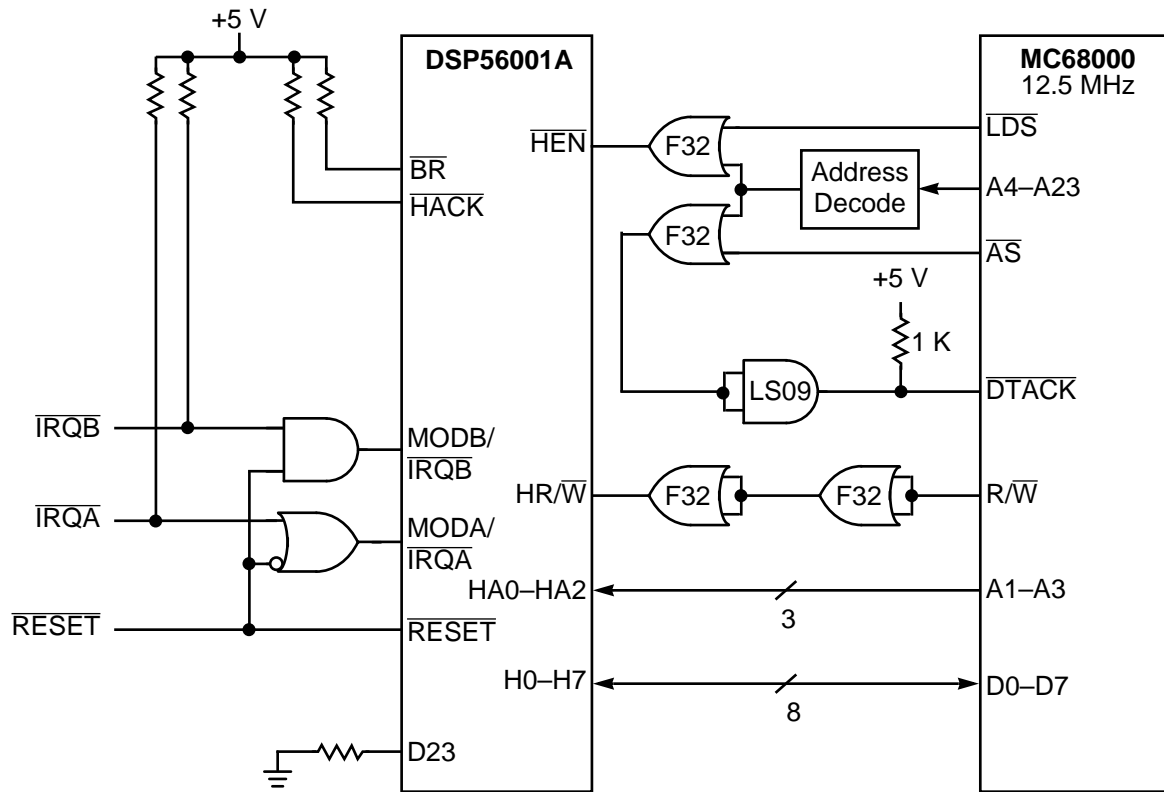 +5 V
DSP56001A
MC68000
12.5 MHz
HEN
F32
LDS
BR
Address
Decode
A4–A23
HACK
F32
AS
+5 V
1 K
LS09
DTACK
IRQB
MODB/
IRQB
HR/W
F32
F32
R/W
IRQA
MODA/
IRQA
HA0–HA2
3
A1–A3
RESET
RESET
H0–H7
8
D0–D7
D23